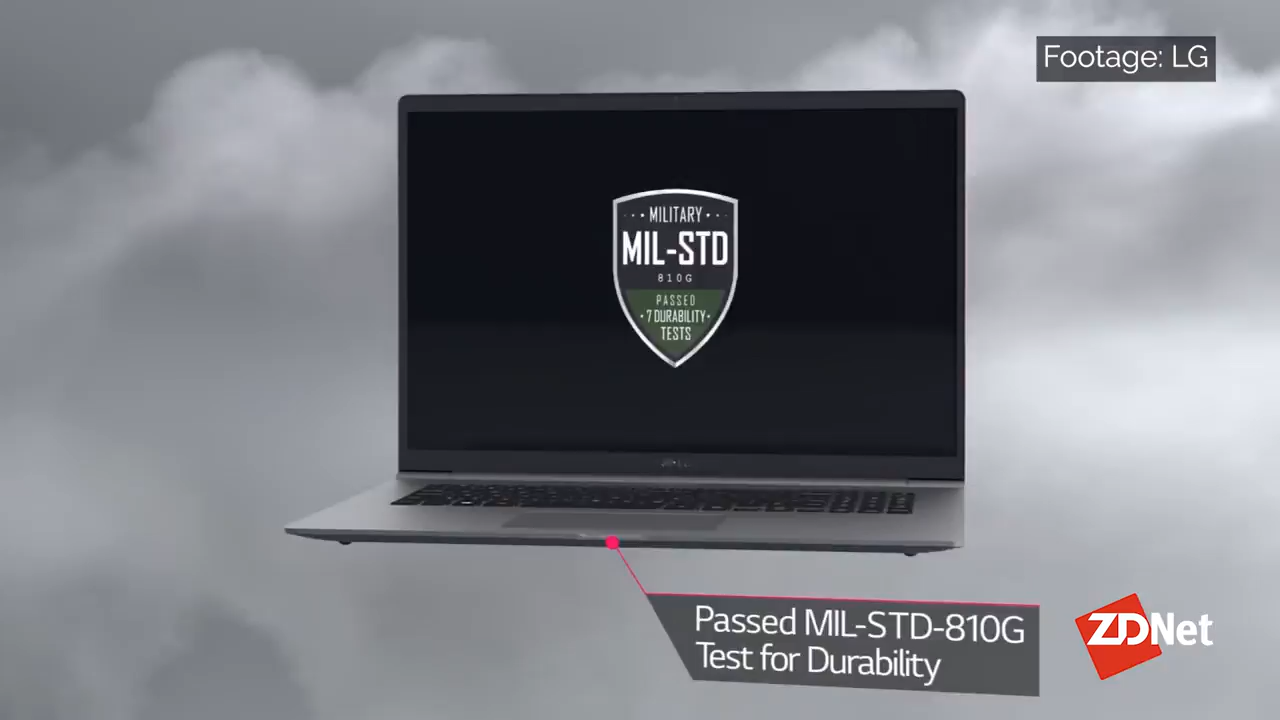 Footage: LG
MILITARY
MIL-STD
810G
PASSED
7 DURABILITY
TESTS
Passed MIL-STD-810G
Test for Durability
ZDNet